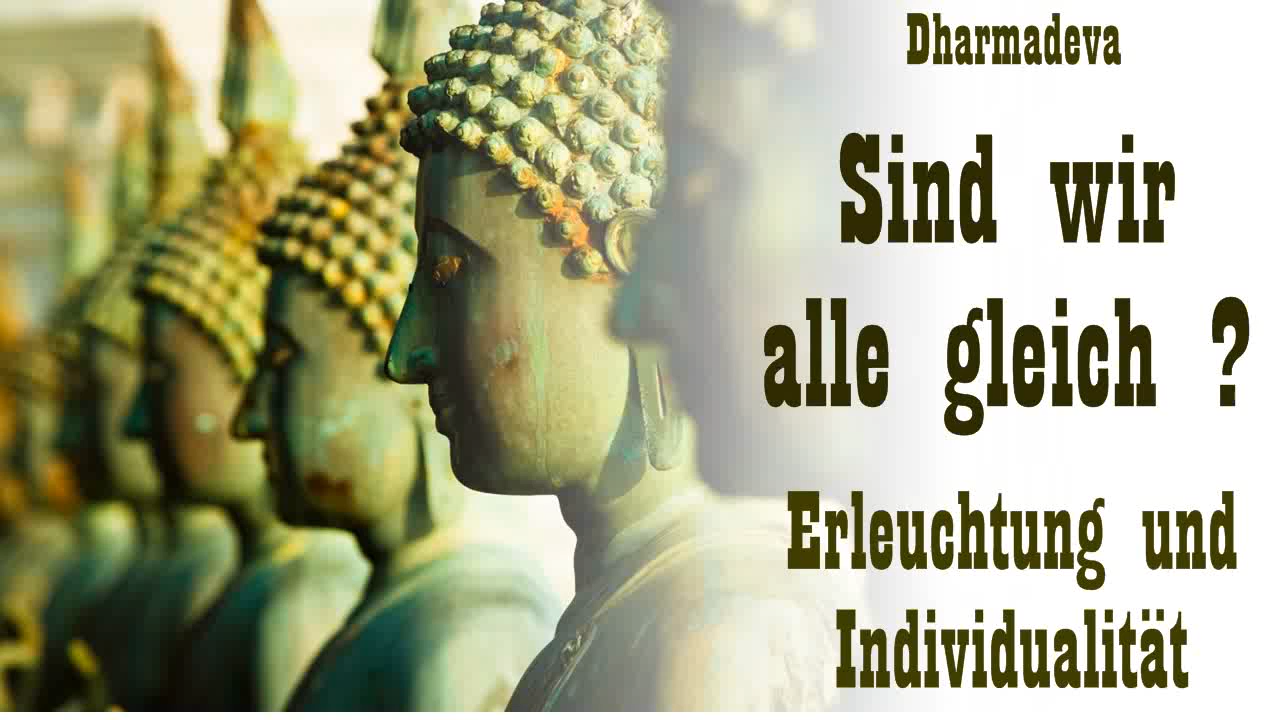 Dharmadeva
Sind wir
alle gleich ?
Erleuchtung und
Individualität